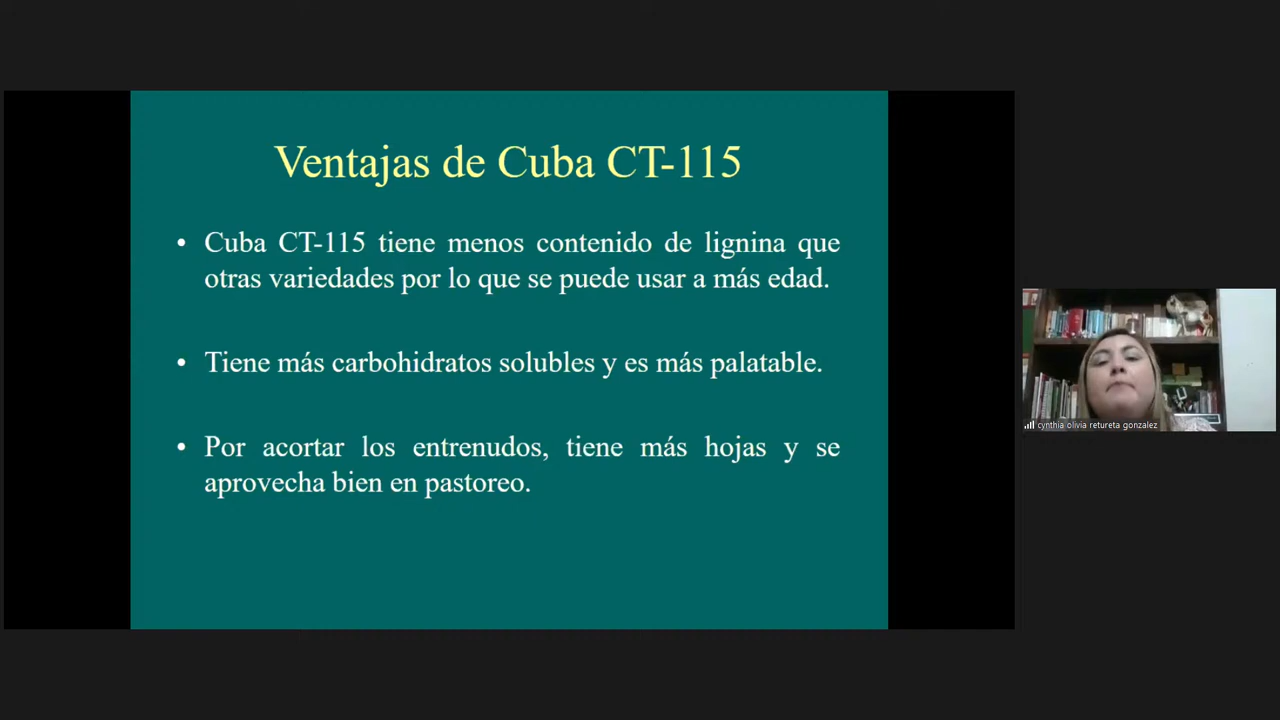 Ventajas de Cuba CT-115
• Cuba CT-115 tiene menos contenido de lignina que
otras variedades por lo que se puede usar a más edad.
• Tiene más carbohidratos solubles y es más palatable.
• Por acortar los entrenudos, tiene más hojas y se
aprovecha bien en pastoreo.
cynthia olivia retureta gonzalez